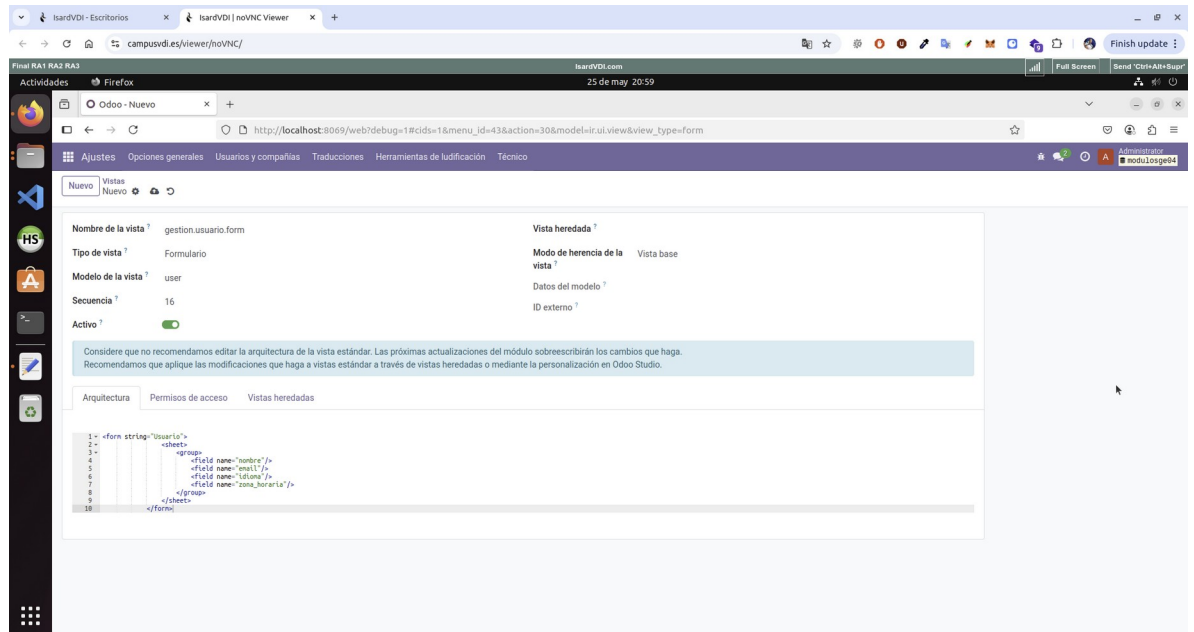 IsardVDI - Escritorios
IsardVDI | noVNC Viewer
campusvdi.es/viewer/noVNC/
Finish update
Final RA1 RA2 RA3
IsardVDI.com
Full Screen
Send 'Ctrl+Alt+Supr'
Actividades
Firefox
25 de may 20:59
Odoo - Nuevo
http://localhost:8069/web?debug=1#cids=1&menu_id=43&action=30&model=ir.ui.view&view_type=form
Ajustes Opciones generales Usuarios y compañías Traducciones Herramientas de ludificación Técnico
2
A
Administrator
modulosge04
Nuevo
Vistas
Nuevo
Nombre de la vista ? gestion.usuario.form
Tipo de vista ? Formulario
Modelo de la vista ? user
Secuencia ? 16
Activo ?
Vista heredada ?
Modo de herencia de la vista ? Vista base
Datos del modelo ?
ID externo ?
Considere que no recomendamos editar la arquitectura de la vista estándar. Las próximas actualizaciones del módulo sobreescribirán los cambios que haga.
Recomendamos que aplique las modificaciones que haga a vistas estándar a través de vistas heredadas o mediante la personalización en Odoo Studio.
Arquitectura Permisos de acceso Vistas heredadas
1 <form string="Usuario">
2 <sheet>
3 <group>
4 <field name="nombre"/>
5 <field name="email"/>
6 <field name="idioma"/>
7 <field name="zona_horaria"/>
8 </group>
9 </sheet>
10 </form>
HS